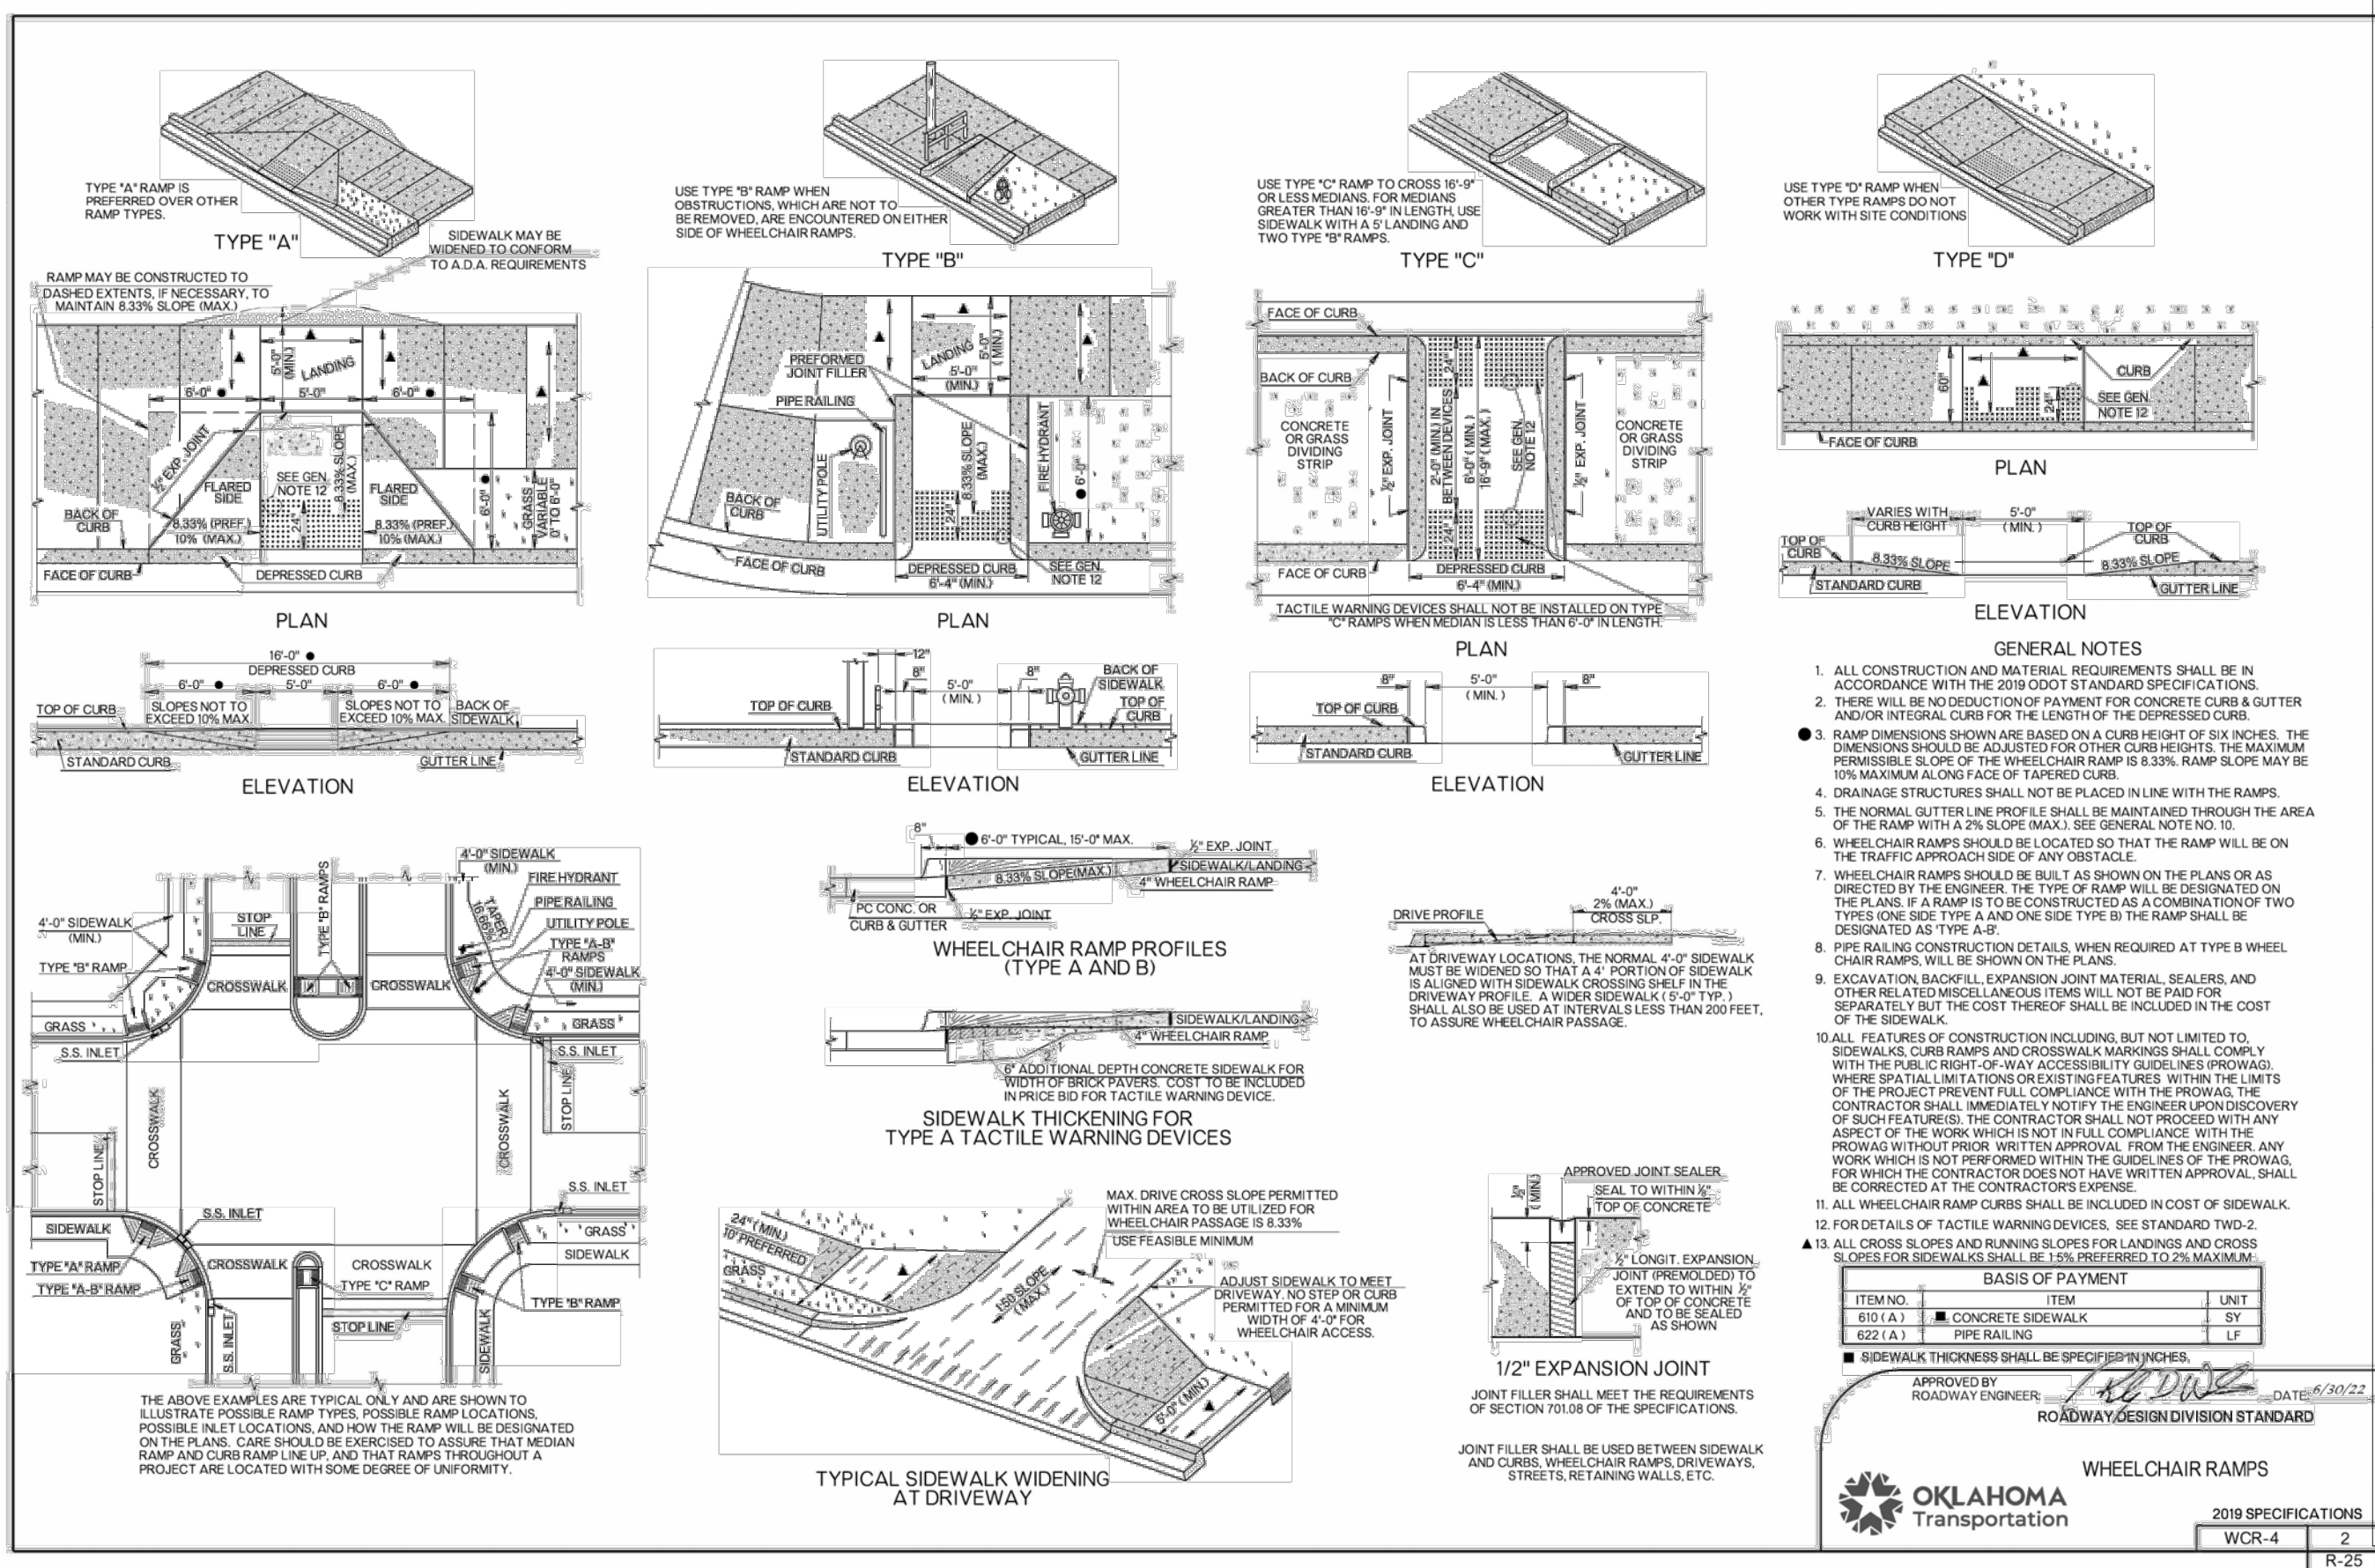 TYPE "A" RAMP IS
PREFERRED OVER OTHER
RAMP TYPES.
TYPE "A"
SIDEWALK MAY BE
WIDENED TO CONFORM
TO A.D.A. REQUIREMENTS
RAMP MAY BE CONSTRUCTED TO
DASHED EXTENTS, IF NECESSARY, TO
MAINTAIN 8.33% SLOPE (MAX.)
5'-0"
(MIN.)
LANDING
6'-0" ●
5'-0"
6'-0" ●
½" EXP. JOINT
FLARED
SIDE
SEE GEN.
NOTE 12
8.33% SLOPE
(MAX.)
FLARED
SIDE
24"
6'-0" ●
GRASS
VARIABLE
0' TO 6'-0"
BACK OF
CURB
8.33% (PREF.)
10% (MAX.)
8.33% (PREF.)
10% (MAX.)
FACE OF CURB
DEPRESSED CURB
PLAN
16'-0" ●
DEPRESSED CURB
6'-0" ●
5'-0"
6'-0" ●
TOP OF CURB
SLOPES NOT TO
EXCEED 10% MAX.
SLOPES NOT TO
EXCEED 10% MAX.
BACK OF
SIDEWALK
STANDARD CURB
GUTTER LINE
ELEVATION
USE TYPE "B" RAMP WHEN
OBSTRUCTIONS, WHICH ARE NOT TO
BE REMOVED, ARE ENCOUNTERED ON EITHER
SIDE OF WHEELCHAIR RAMPS.
TYPE "B"
PREFORMED
JOINT FILLER
LANDING
5'-0"
(MIN.)
5'-0"
(MIN.)
PIPE RAILING
UTILITY POLE
8.33% SLOPE
(MAX.)
FIRE HYDRANT
6'-0"
●
24"
BACK OF
CURB
FACE OF CURB
DEPRESSED CURB
6'-4" (MIN.)
SEE GEN.
NOTE 12
PLAN
12"
8"
5'-0"
(MIN.)
8"
BACK OF
SIDEWALK
TOP OF CURB
TOP OF
CURB
STANDARD CURB
GUTTER LINE
ELEVATION
USE TYPE "C" RAMP TO CROSS 16'-9"
OR LESS MEDIANS. FOR MEDIANS
GREATER THAN 16'-9" IN LENGTH, USE
SIDEWALK WITH A 5' LANDING AND
TWO TYPE "B" RAMPS.
TYPE "C"
FACE OF CURB
BACK OF CURB
CONCRETE
OR GRASS
DIVIDING
STRIP
½" EXP. JOINT
24"
2'-0" (MIN.) IN
BETWEEN DEVICES
6'-0" (MIN.)
16'-9" (MAX.)
24"
SEE GEN.
NOTE 12
½" EXP. JOINT
CONCRETE
OR GRASS
DIVIDING
STRIP
FACE OF CURB
DEPRESSED CURB
6'-4" (MIN.)
TACTILE WARNING DEVICES SHALL NOT BE INSTALLED ON TYPE
"C" RAMPS WHEN MEDIAN IS LESS THAN 6'-0" IN LENGTH.
PLAN
8"
5'-0"
(MIN.)
8"
TOP OF CURB
STANDARD CURB
GUTTER LINE
ELEVATION
USE TYPE "D" RAMP WHEN
OTHER TYPE RAMPS DO NOT
WORK WITH SITE CONDITIONS
TYPE "D"
60"
24"
CURB
SEE GEN.
NOTE 12
FACE OF CURB
PLAN
VARIES WITH
CURB HEIGHT
5'-0"
(MIN.)
TOP OF
CURB
TOP OF
CURB
8.33% SLOPE
8.33% SLOPE
STANDARD CURB
GUTTER LINE
ELEVATION
4'-0" SIDEWALK
(MIN.)
STOP
LINE
TYPE "B" RAMPS
4'-0" SIDEWALK
(MIN.)
FIRE HYDRANT
PIPE RAILING
UTILITY POLE
TAPER
16.66%
TYPE "A-B"
RAMPS
4'-0" SIDEWALK
(MIN.)
TYPE "B" RAMP
CROSSWALK
CROSSWALK
GRASS
GRASS
S.S. INLET
S.S. INLET
CROSSWALK
CROSSWALK
STOP LINE
STOP LINE
S.S. INLET
SIDEWALK
S.S. INLET
GRASS
SIDEWALK
TYPE "A" RAMP
CROSSWALK
CROSSWALK
TYPE "A-B" RAMP
TYPE "C" RAMP
TYPE "B" RAMP
STOP LINE
GRASS
S.S. INLET
SIDEWALK
THE ABOVE EXAMPLES ARE TYPICAL ONLY AND ARE SHOWN TO
ILLUSTRATE POSSIBLE RAMP TYPES, POSSIBLE RAMP LOCATIONS,
POSSIBLE INLET LOCATIONS, AND HOW THE RAMP WILL BE DESIGNATED
ON THE PLANS. CARE SHOULD BE EXERCISED TO ASSURE THAT MEDIAN
RAMP AND CURB RAMP LINE UP, AND THAT RAMPS THROUGHOUT A
PROJECT ARE LOCATED WITH SOME DEGREE OF UNIFORMITY.
8"
● 6'-0" TYPICAL, 15'-0" MAX.
½" EXP. JOINT
SIDEWALK/LANDING
8.33% SLOPE(MAX.)
4" WHEELCHAIR RAMP
PC CONC. OR
CURB & GUTTER
½" EXP. JOINT
WHEELCHAIR RAMP PROFILES
(TYPE A AND B)
SIDEWALK/LANDING
4" WHEELCHAIR RAMP
6" ADDITIONAL DEPTH CONCRETE SIDEWALK FOR
WIDTH OF BRICK PAVERS. COST TO BE INCLUDED
IN PRICE BID FOR TACTILE WARNING DEVICE.
SIDEWALK THICKENING FOR
TYPE A TACTILE WARNING DEVICES
4'-0"
2% (MAX.)
CROSS SLP.
DRIVE PROFILE
AT DRIVEWAY LOCATIONS, THE NORMAL 4'-0" SIDEWALK
MUST BE WIDENED SO THAT A 4' PORTION OF SIDEWALK
IS ALIGNED WITH SIDEWALK CROSSING SHELF IN THE
DRIVEWAY PROFILE. A WIDER SIDEWALK ( 5'-0" TYP. )
SHALL ALSO BE USED AT INTERVALS LESS THAN 200 FEET,
TO ASSURE WHEELCHAIR PASSAGE.
24" (MIN.)
10' PREFERRED
GRASS
MAX. DRIVE CROSS SLOPE PERMITTED
WITHIN AREA TO BE UTILIZED FOR
WHEELCHAIR PASSAGE IS 8.33%
USE FEASIBLE MINIMUM
1:50 SLOPE
(MAX.)
ADJUST SIDEWALK TO MEET
DRIVEWAY. NO STEP OR CURB
PERMITTED FOR A MINIMUM
WIDTH OF 4'-0" FOR
WHEELCHAIR ACCESS.
5'-0" (MIN.)
TYPICAL SIDEWALK WIDENING
AT DRIVEWAY
APPROVED JOINT SEALER
½"
(MIN.)
SEAL TO WITHIN ⅛"
TOP OF CONCRETE
½" LONGIT. EXPANSION
JOINT (PREMOLDED) TO
EXTEND TO WITHIN ½"
OF TOP OF CONCRETE
AND TO BE SEALED
AS SHOWN
1/2" EXPANSION JOINT
JOINT FILLER SHALL MEET THE REQUIREMENTS
OF SECTION 701.08 OF THE SPECIFICATIONS.
JOINT FILLER SHALL BE USED BETWEEN SIDEWALK
AND CURBS, WHEELCHAIR RAMPS, DRIVEWAYS,
STREETS, RETAINING WALLS, ETC.
GENERAL NOTES
1. ALL CONSTRUCTION AND MATERIAL REQUIREMENTS SHALL BE IN
ACCORDANCE WITH THE 2019 ODOT STANDARD SPECIFICATIONS.
2. THERE WILL BE NO DEDUCTION OF PAYMENT FOR CONCRETE CURB & GUTTER
AND/OR INTEGRAL CURB FOR THE LENGTH OF THE DEPRESSED CURB.
● 3. RAMP DIMENSIONS SHOWN ARE BASED ON A CURB HEIGHT OF SIX INCHES. THE
DIMENSIONS SHOULD BE ADJUSTED FOR OTHER CURB HEIGHTS. THE MAXIMUM
PERMISSIBLE SLOPE OF THE WHEELCHAIR RAMP IS 8.33%. RAMP SLOPE MAY BE
10% MAXIMUM ALONG FACE OF TAPERED CURB.
4. DRAINAGE STRUCTURES SHALL NOT BE PLACED IN LINE WITH THE RAMPS.
5. THE NORMAL GUTTER LINE PROFILE SHALL BE MAINTAINED THROUGH THE AREA
OF THE RAMP WITH A 2% SLOPE (MAX.). SEE GENERAL NOTE NO. 10.
6. WHEELCHAIR RAMPS SHOULD BE LOCATED SO THAT THE RAMP WILL BE ON
THE TRAFFIC APPROACH SIDE OF ANY OBSTACLE.
7. WHEELCHAIR RAMPS SHOULD BE BUILT AS SHOWN ON THE PLANS OR AS
DIRECTED BY THE ENGINEER. THE TYPE OF RAMP WILL BE DESIGNATED ON
THE PLANS. IF A RAMP IS TO BE CONSTRUCTED AS A COMBINATION OF TWO
TYPES (ONE SIDE TYPE A AND ONE SIDE TYPE B) THE RAMP SHALL BE
DESIGNATED AS 'TYPE A-B'.
8. PIPE RAILING CONSTRUCTION DETAILS, WHEN REQUIRED AT TYPE B WHEEL
CHAIR RAMPS, WILL BE SHOWN ON THE PLANS.
9. EXCAVATION, BACKFILL, EXPANSION JOINT MATERIAL, SEALERS, AND
OTHER RELATED MISCELLANEOUS ITEMS WILL NOT BE PAID FOR
SEPARATELY BUT THE COST THEREOF SHALL BE INCLUDED IN THE COST
OF THE SIDEWALK.
10.ALL FEATURES OF CONSTRUCTION INCLUDING, BUT NOT LIMITED TO,
SIDEWALKS, CURB RAMPS AND CROSSWALK MARKINGS SHALL COMPLY
WITH THE PUBLIC RIGHT-OF-WAY ACCESSIBILITY GUIDELINES (PROWAG).
WHERE SPATIAL LIMITATIONS OR EXISTING FEATURES WITHIN THE LIMITS
OF THE PROJECT PREVENT FULL COMPLIANCE WITH THE PROWAG, THE
CONTRACTOR SHALL IMMEDIATELY NOTIFY THE ENGINEER UPON DISCOVERY
OF SUCH FEATURE(S). THE CONTRACTOR SHALL NOT PROCEED WITH ANY
ASPECT OF THE WORK WHICH IS NOT IN FULL COMPLIANCE WITH THE
PROWAG WITHOUT PRIOR WRITTEN APPROVAL FROM THE ENGINEER. ANY
WORK WHICH IS NOT PERFORMED WITHIN THE GUIDELINES OF THE PROWAG,
FOR WHICH THE CONTRACTOR DOES NOT HAVE WRITTEN APPROVAL, SHALL
BE CORRECTED AT THE CONTRACTOR'S EXPENSE.
11. ALL WHEELCHAIR RAMP CURBS SHALL BE INCLUDED IN COST OF SIDEWALK.
12. FOR DETAILS OF TACTILE WARNING DEVICES, SEE STANDARD TWD-2.
▲ 13. ALL CROSS SLOPES AND RUNNING SLOPES FOR LANDINGS AND CROSS
SLOPES FOR SIDEWALKS SHALL BE 1.5% PREFERRED TO 2% MAXIMUM.
BASIS OF PAYMENT
ITEM NO. ITEM UNIT
610 ( A ) ■ CONCRETE SIDEWALK SY
622 ( A ) PIPE RAILING LF
■ SIDEWALK THICKNESS SHALL BE SPECIFIED IN INCHES.
APPROVED BY
ROADWAY ENGINEER:
DATE 6/30/22
ROADWAY DESIGN DIVISION STANDARD
WHEELCHAIR RAMPS
OKLAHOMA
Transportation
2019 SPECIFICATIONS
WCR-4 2
R-25